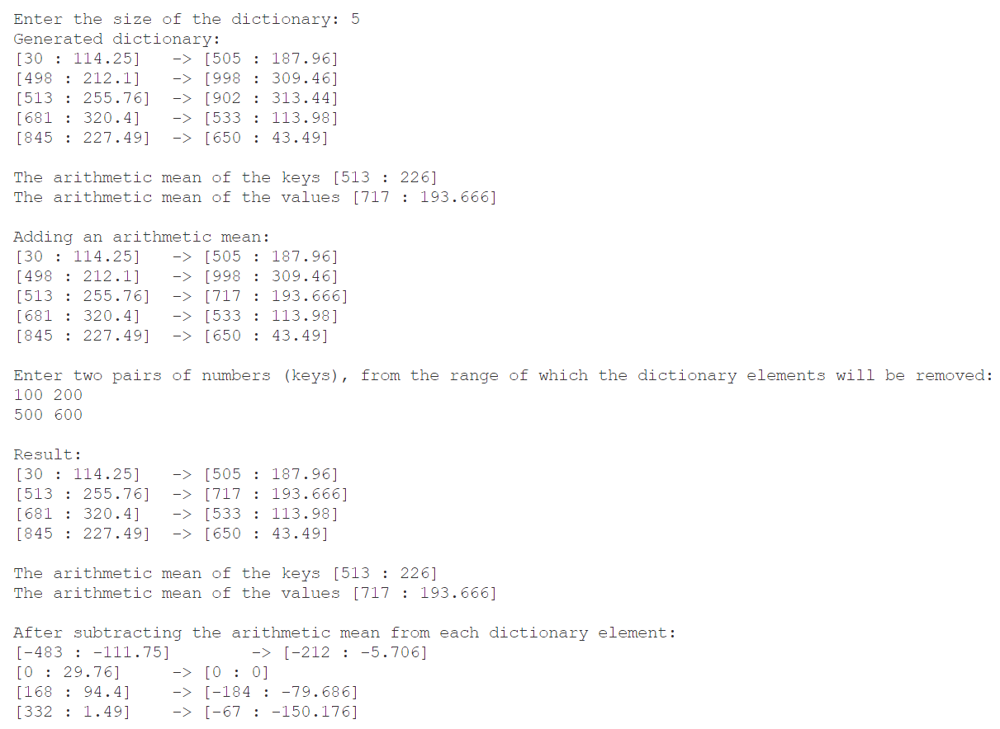 Enter the size of the dictionary: 5
Generated dictionary:
[30 : 114.25]   -> [505 : 187.96]
[498 : 212.1]   -> [998 : 309.46]
[513 : 255.76]  -> [902 : 313.44]
[681 : 320.4]   -> [533 : 113.98]
[845 : 227.49]  -> [650 : 43.49]
The arithmetic mean of the keys [513 : 226]
The arithmetic mean of the values [717 : 193.666]
Adding an arithmetic mean:
[30 : 114.25]   -> [505 : 187.96]
[498 : 212.1]   -> [998 : 309.46]
[513 : 255.76]  -> [717 : 193.666]
[681 : 320.4]   -> [533 : 113.98]
[845 : 227.49]  -> [650 : 43.49]
Enter two pairs of numbers (keys), from the range of which the dictionary elements will be removed:
100 200
500 600
Result:
[30 : 114.25]   -> [505 : 187.96]
[513 : 255.76]  -> [717 : 193.666]
[681 : 320.4]   -> [533 : 113.98]
[845 : 227.49]  -> [650 : 43.49]
The arithmetic mean of the keys [513 : 226]
The arithmetic mean of the values [717 : 193.666]
After subtracting the arithmetic mean from each dictionary element:
[-483 : -111.75]        -> [-212 : -5.706]
[0 : 29.76]     -> [0 : 0]
[168 : 94.4]    -> [-184 : -79.686]
[332 : 1.49]    -> [-67 : -150.176]